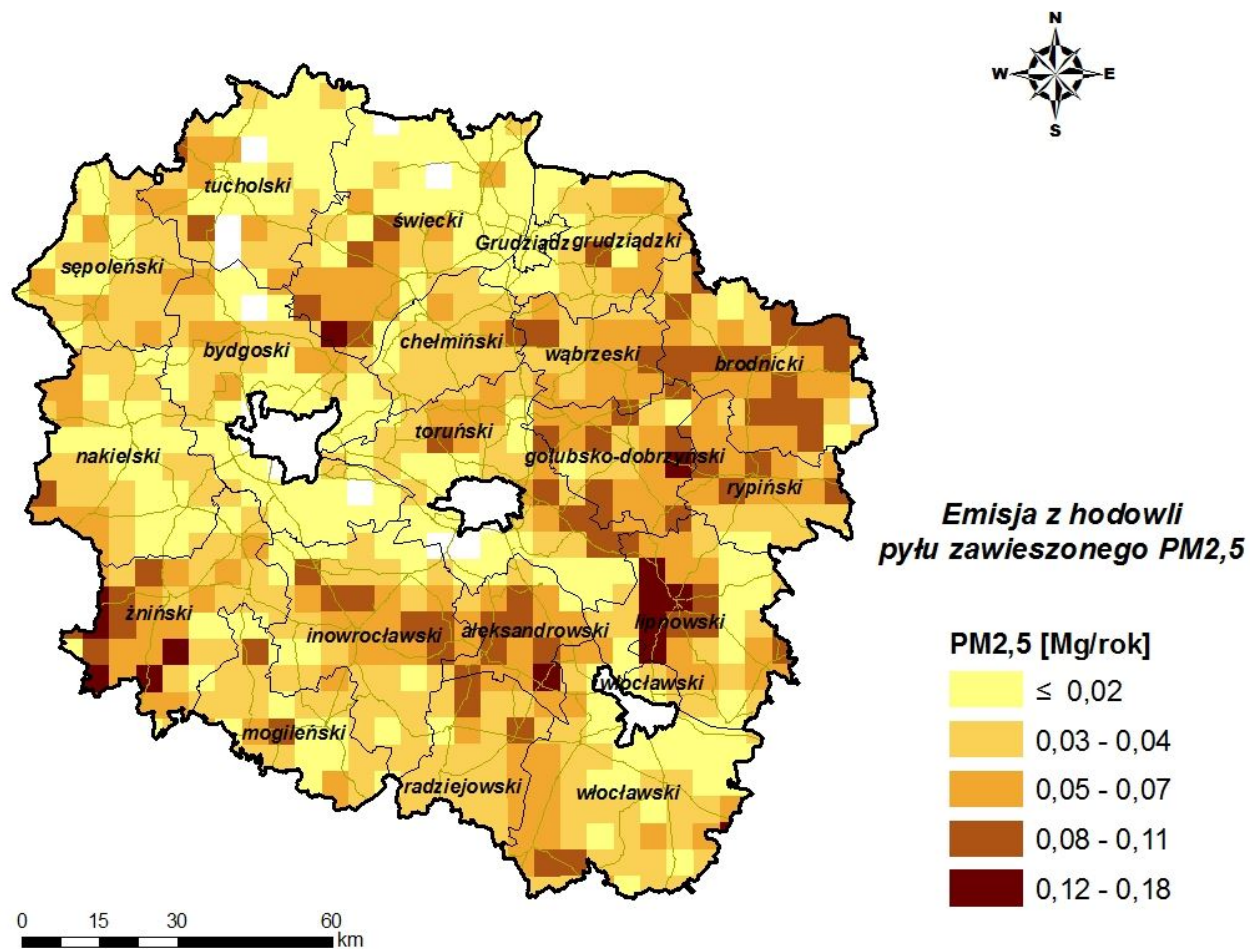 N
W E
S
tucholski
świecki
Grudziądz grudziądzki
sępoleński
bydgoski
chełmiński
wąbrzeski
brodnicki
nakielski
toruński
golubsko-dobrzyński
rypiński
Emisja z hodowli
pyłu zawieszonego PM2,5
żniński
inowrocławski
aleksandrowski
lipnowski
włocławski
mogileński
radziejowski
włocławski
PM2,5 [Mg/rok]
≤ 0,02
0,03 - 0,04
0,05 - 0,07
0,08 - 0,11
0,12 - 0,18
0 15 30 60
km